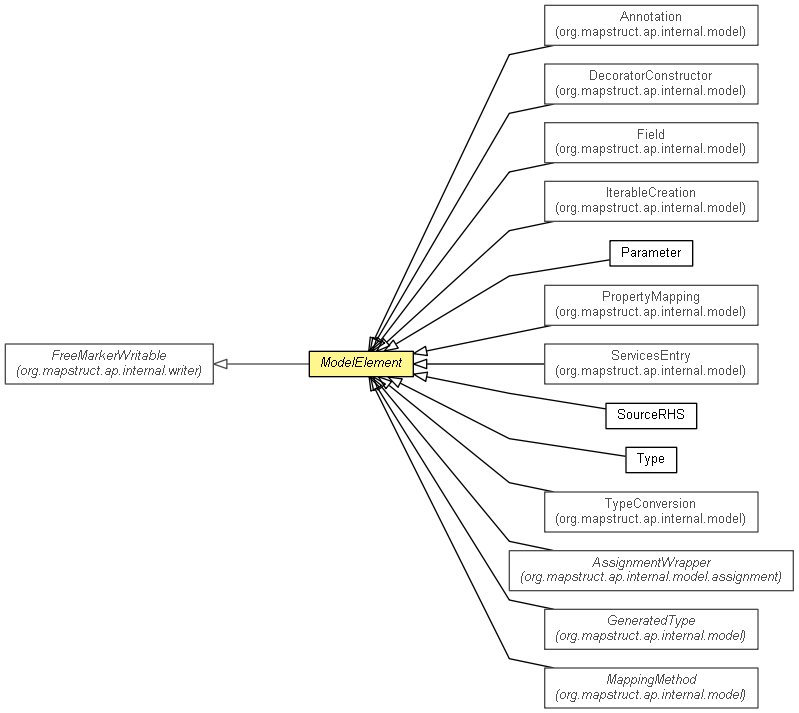 Annotation
(org.mapstruct.ap.internal.model)
DecoratorConstructor
(org.mapstruct.ap.internal.model)
Field
(org.mapstruct.ap.internal.model)
IterableCreation
(org.mapstruct.ap.internal.model)
Parameter
PropertyMapping
(org.mapstruct.ap.internal.model)
FreeMarkerWritable
(org.mapstruct.ap.internal.writer)
ModelElement
ServicesEntry
(org.mapstruct.ap.internal.model)
SourceRHS
Type
TypeConversion
(org.mapstruct.ap.internal.model)
AssignmentWrapper
(org.mapstruct.ap.internal.model.assignment)
GeneratedType
(org.mapstruct.ap.internal.model)
MappingMethod
(org.mapstruct.ap.internal.model)